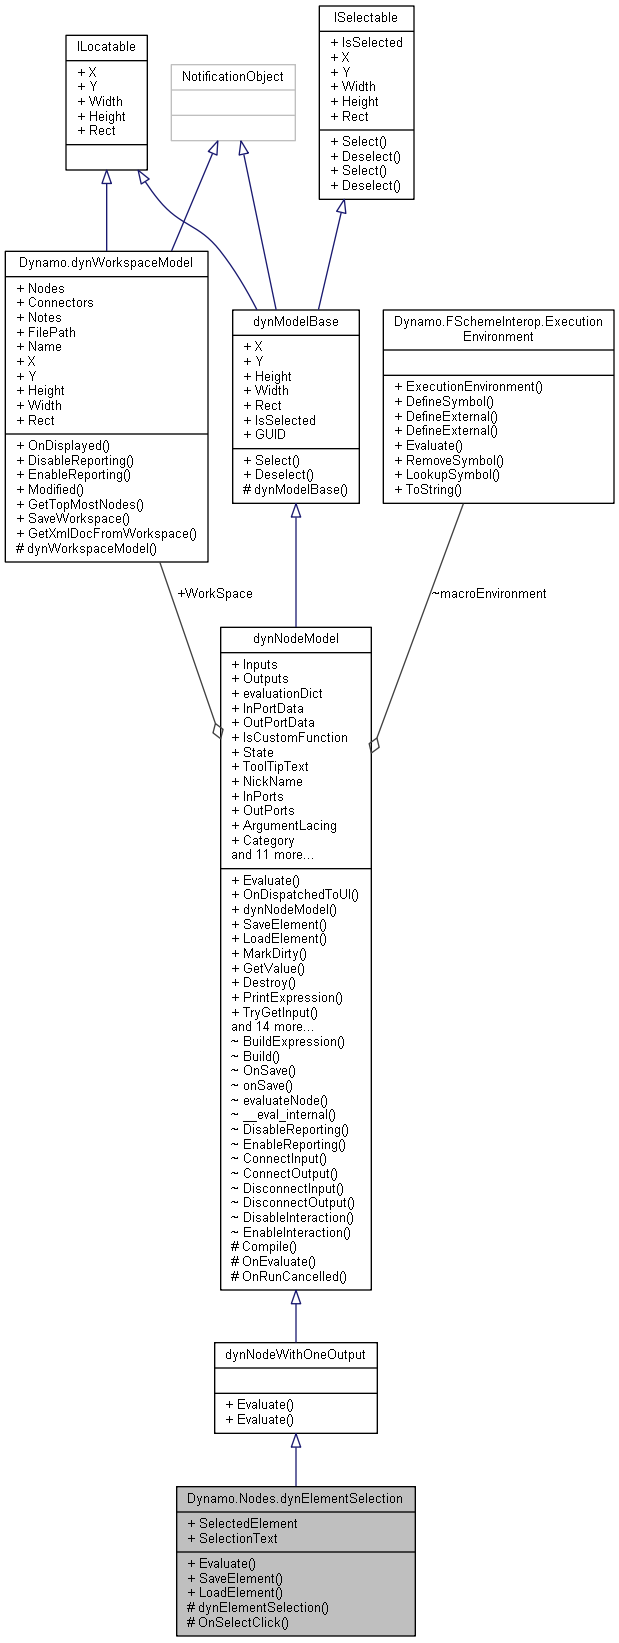 ILocatable
+ X
+ Y
+ Width
+ Height
+ Rect
NotificationObject
ISelectable
+ IsSelected
+ X
+ Y
+ Width
+ Height
+ Rect
+ Select()
+ Deselect()
+ Select()
+ Deselect()
Dynamo.dynWorkspaceModel
+ Nodes
+ Connectors
+ Notes
+ FilePath
+ Name
+ X
+ Y
+ Height
+ Width
+ Rect
+ OnDisplayed()
+ DisableReporting()
+ EnableReporting()
+ Modified()
+ GetTopMostNodes()
+ SaveWorkspace()
+ GetXmlDocFromWorkspace()
# dynWorkspaceModel()
dynModelBase
+ X
+ Y
+ Height
+ Width
+ Rect
+ IsSelected
+ GUID
+ Select()
+ Deselect()
# dynModelBase()
Dynamo.FSchemeInterop.Execution
Environment
+ ExecutionEnvironment()
+ DefineSymbol()
+ DefineExternal()
+ DefineExternal()
+ Evaluate()
+ RemoveSymbol()
+ LookupSymbol()
+ ToString()
+WorkSpace
~macroEnvironment
dynNodeModel
+ Inputs
+ Outputs
+ evaluationDict
+ InPortData
+ OutPortData
+ IsCustomFunction
+ State
+ ToolTipText
+ NickName
+ InPorts
+ OutPorts
+ ArgumentLacing
+ Category
and 11 more...
+ Evaluate()
+ OnDispatchedToUI()
+ dynNodeModel()
+ SaveElement()
+ LoadElement()
+ MarkDirty()
+ GetValue()
+ Destroy()
+ PrintExpression()
+ TryGetInput()
and 14 more...
~ BuildExpression()
~ Build()
~ OnSave()
~ onSave()
~ evaluateNode()
~ __eval_internal()
~ DisableReporting()
~ EnableReporting()
~ ConnectInput()
~ ConnectOutput()
~ DisconnectInput()
~ DisconnectOutput()
~ DisableInteraction()
~ EnableInteraction()
# Compile()
# OnEvaluate()
# OnRunCancelled()
dynNodeWithOneOutput
+ Evaluate()
+ Evaluate()
Dynamo.Nodes.dynElementSelection
+ SelectedElement
+ SelectionText
+ Evaluate()
+ SaveElement()
+ LoadElement()
# dynElementSelection()
# OnSelectClick()